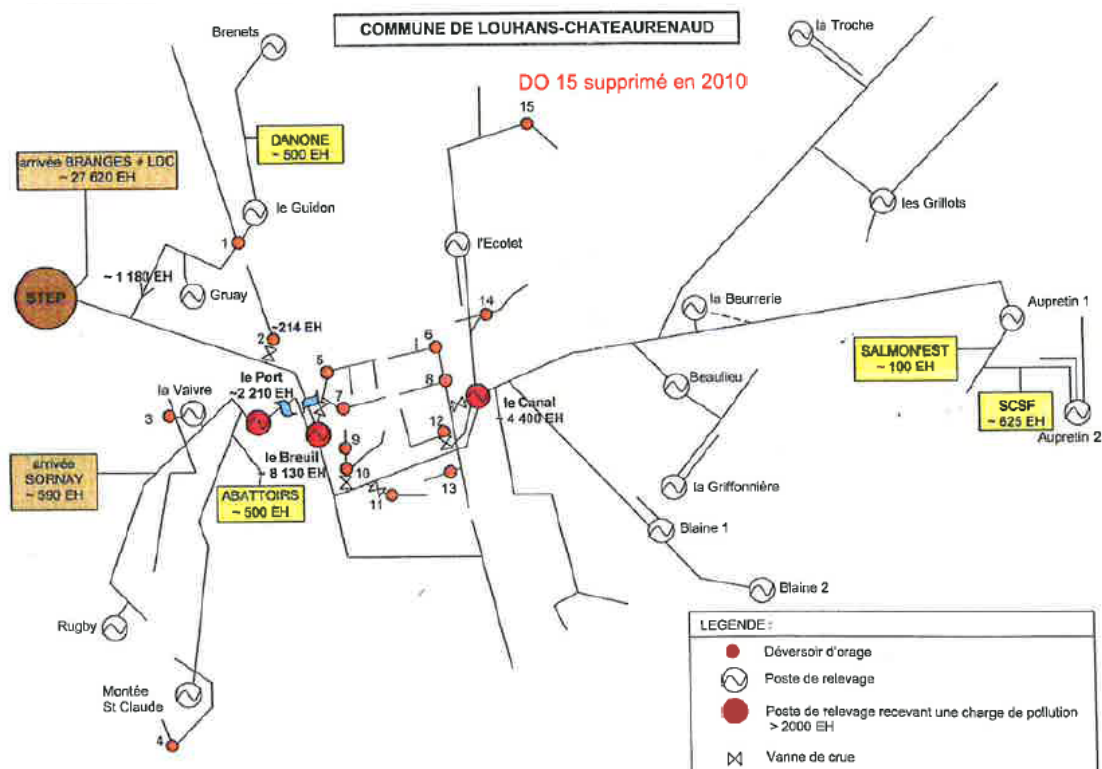 COMMUNE DE LOUHANS-CHATEAURENAUD
DO 15 supprimé en 2010
Brenets
la Troche
15
DANONE
~ 500 EH
arrivée BRANGES + LDC
~ 27 620 EH
le Guidon
les Grillots
1
l'Ecolet
~ 1 180 EH
STEP
Gruay
14
la Beurrerie
Aupretin 1
2
~214 EH
6
5
SALMON'EST
~ 100 EH
la Vaivre
le Port
~2 210 EH
7
8
Beaulieu
le Canal
~ 4 400 EH
SCSF
~ 625 EH
Aupretin 2
3
12
le Breuil
~ 8 130 EH
9
10
13
arrivée
SORNAY
~ 590 EH
ABATTOIRS
~ 500 EH
11
la Griffonnière
Blaine 1
Blaine 2
Rugby
Montée
St Claude
4
LEGENDE :
Déversoir d'orage
Poste de relevage
Poste de relevage recevant une charge de pollution
> 2000 EH
Vanne de crue